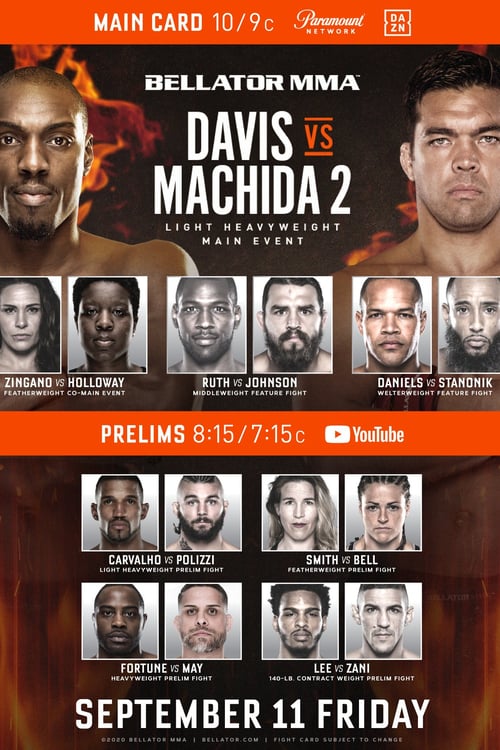 MAIN CARD 10/9C Paramount NETWORK DAZN
BELLATOR MMA
DAVIS VS
MACHIDA 2
LIGHT HEAVYWEIGHT
MAIN EVENT
ZINGANO VS HOLLOWAY
FEATHERWEIGHT CO-MAIN EVENT
RUTH VS JOHNSON
MIDDLEWEIGHT FEATURE FIGHT
DANIELS VS STANONIK
WELTERWEIGHT FEATURE FIGHT
PRELIMS 8:15/7:15C YouTube
CARVALHO VS POLIZZI
LIGHT HEAVYWEIGHT PRELIM FIGHT
SMITH VS BELL
FEATHERWEIGHT PRELIM FIGHT
FORTUNE VS MAY
HEAVYWEIGHT PRELIM FIGHT
LEE VS ZANI
140-LB. CONTRACT WEIGHT PRELIM FIGHT
SEPTEMBER 11 FRIDAY
©2020 BELLATOR MMA | BELLATOR.COM | FIGHT CARD SUBJECT TO CHANGE